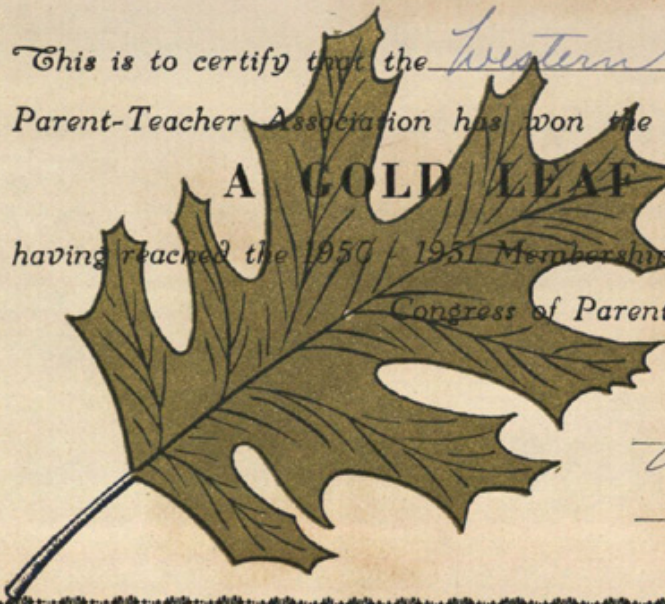 This is to certify that the Western
Parent-Teacher Association has won the
A GOLD LEAF
having reached the 1950 - 1951 Membership
Congress of Parent